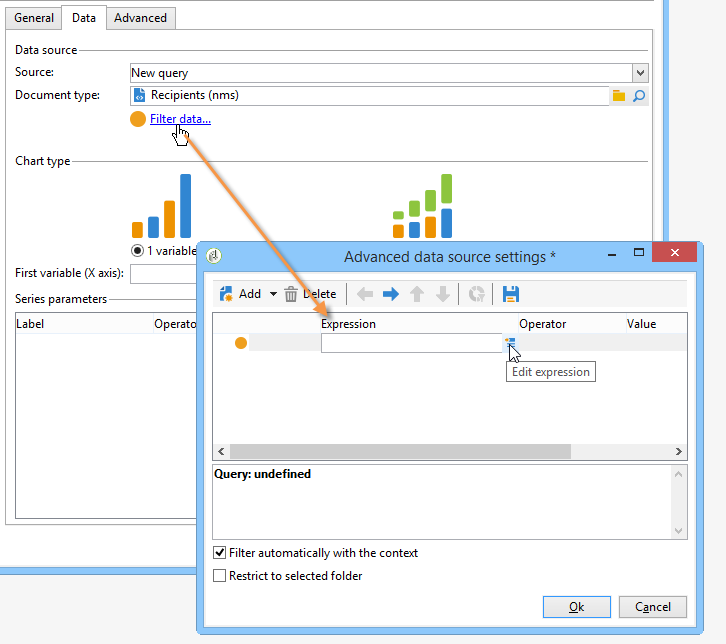 General Data Advanced
Data source
Source: New query
Document type: Recipients (nms)
Filter data...
Chart type
1 variable
First variable (X axis):
Series parameters
Label Operato
Advanced data source settings *
Add Delete
Expression Operator Value
Edit expression
Query: undefined
Filter automatically with the context
Restrict to selected folder
Ok Cancel